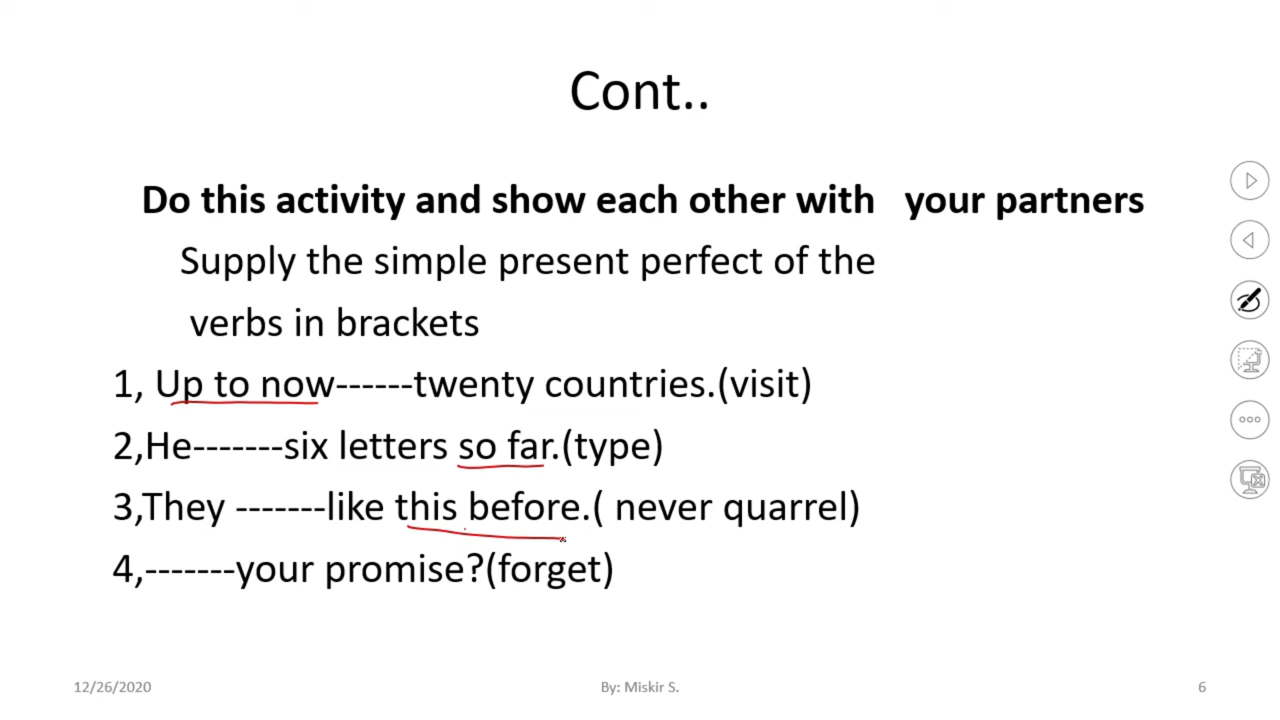 Cont..
Do this activity and show each other with your partners
Supply the simple present perfect of the
verbs in brackets
1, Up to now------twenty countries.(visit)
2,He-------six letters so far.(type)
3,They -------like this before.( never quarrel)
4,-------your promise?(forget)
12/26/2020
By: Miskir S.
6